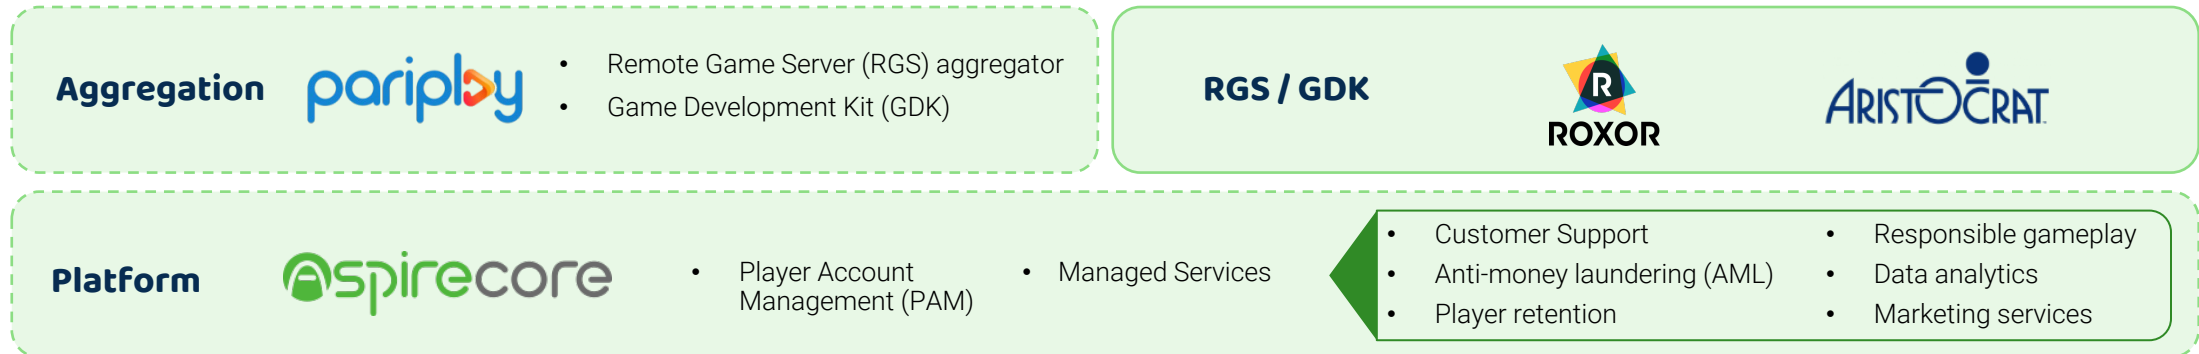 Aggregation
pariplay
• Remote Game Server (RGS) aggregator
• Game Development Kit (GDK)
RGS / GDK
R
ROXOR
ARISTOCRAT
Platform
aspirecore
• Player Account
Management (PAM)
• Managed Services
• Customer Support
• Anti-money laundering (AML)
• Player retention
• Responsible gameplay
• Data analytics
• Marketing services